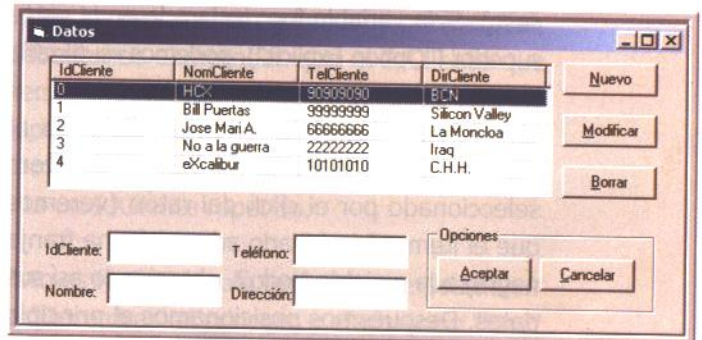 Datos
IdCliente NomCliente TelCliente DirCliente
0 HCX 90909090 BCN
1 Bill Puertas 99999999 Silicon Valley
2 Jose Mari A. 66666666 La Moncloa
3 No a la guerra 22222222 Iraq
4 eXcalibur 10101010 C.H.H.
Nuevo
Modificar
Borrar
IdCliente:
Teléfono:
Nombre:
Dirección:
Opciones
Aceptar
Cancelar